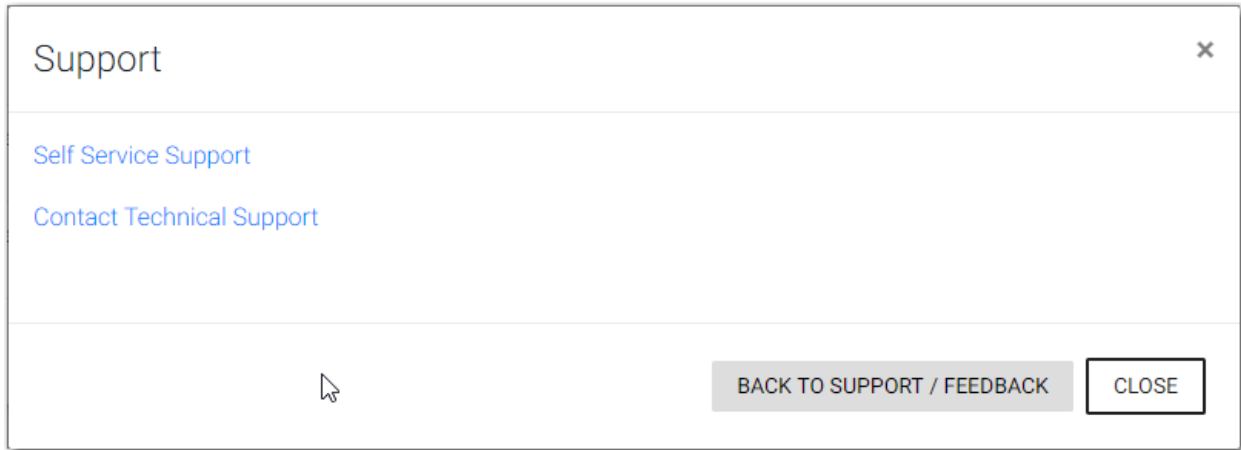 Support
×
Self Service Support
Contact Technical Support
BACK TO SUPPORT / FEEDBACK
CLOSE